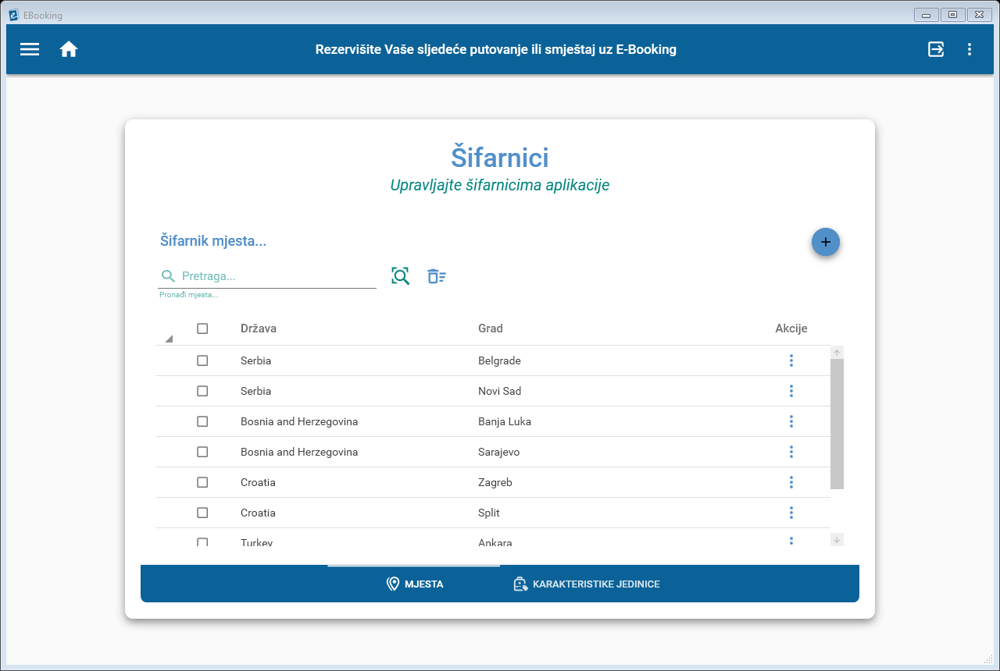 EBooking
Rezervišite Vaše sljedeće putovanje ili smještaj uz E-Booking
Šifarnici
Upravljajte šifarnicima aplikacije
Šifarnik mjesta...
Pretraga...
Pronađi mjesta...
Država Grad Akcije
Serbia Belgrade
Serbia Novi Sad
Bosnia and Herzegovina Banja Luka
Bosnia and Herzegovina Sarajevo
Croatia Zagreb
Croatia Split
Turkey Ankara
MJESTA KARAKTERISTIKE JEDINICE